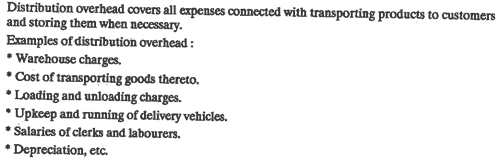 Distribution overhead covers all expenses connected with transporting products to customers
and storing them when necessary.
Examples of distribution overhead :
* Warehouse charges.
* Cost of transporting goods thereto.
* Loading and unloading charges.
* Upkeep and running of delivery vehicles.
* Salaries of clerks and labourers.
* Depreciation, etc.